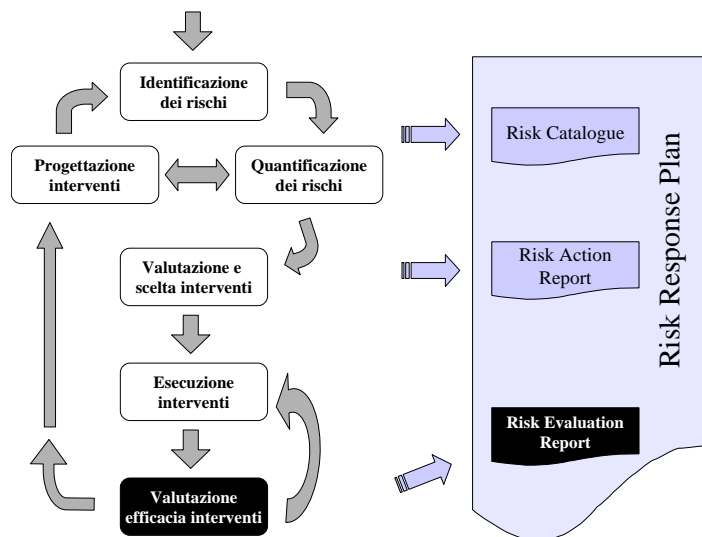 Identificazione
dei rischi
Progettazione
interventi
Quantificazione
dei rischi
Valutazione e
scelta interventi
Esecuzione
interventi
Valutazione
efficacia interventi
Risk Catalogue
Risk Action
Report
Risk Evaluation
Report
Risk Response Plan